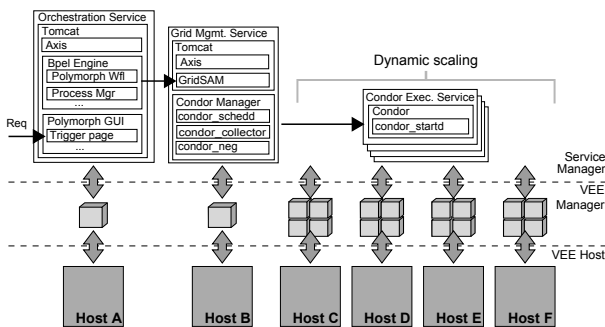 Orchestration Service
Tomcat
Axis
Bpel Engine
Polymorph Wfl
Process Mgr
...
Polymorph GUI
Trigger page
...
Req
Grid Mgmt. Service
Tomcat
Axis
GridSAM
Condor Manager
condor_schedd
condor_collector
condor_neg
Dynamic scaling
Condor Exec. Service
Condor
condor_startd
Service
Manager
VEE
Manager
VEE Host
Host A
Host B
Host C
Host D
Host E
Host F